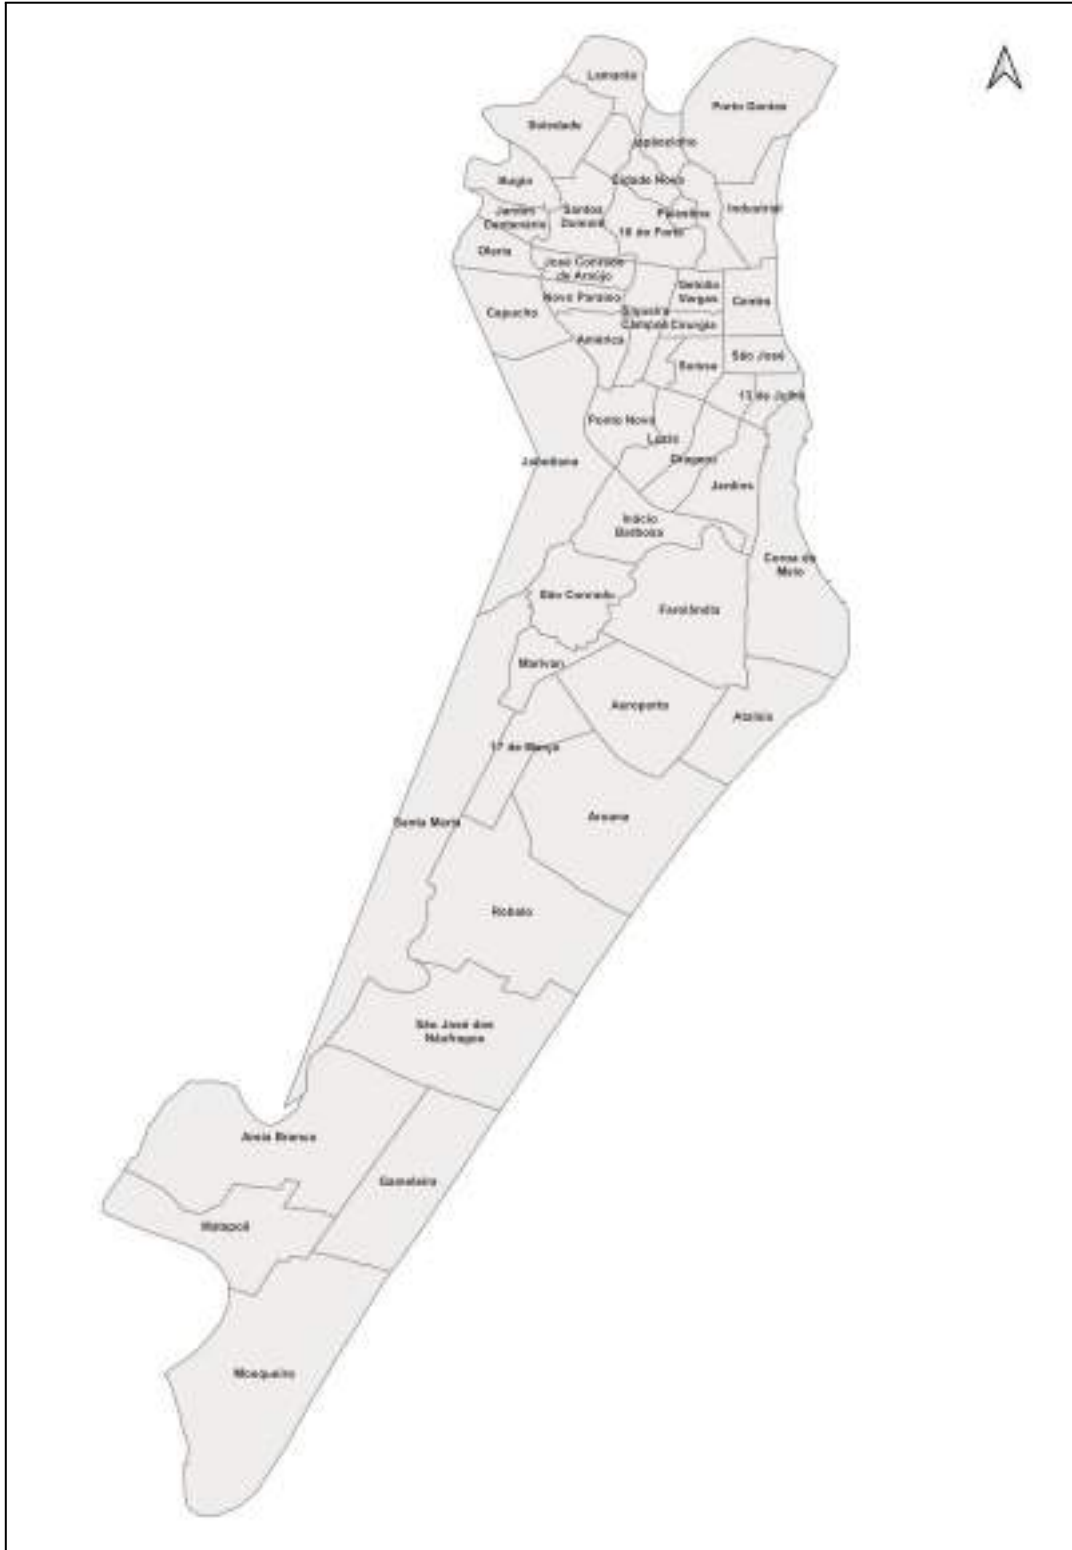 Lamarão
Porto Dantas
Soledade
Japãozinho
Bugio
Cidade Nova
Jardim
Centenário
Santos
Dumont
Palestina
Industrial
18 do Forte
Olaria
José Conrado
de Araújo
Novo Paraíso
Getúlio
Vargas
Centro
Capucho
Siqueira
Campos
Cirurgia
América
São José
Suissa
13 de Julho
Ponto Novo
Luzia
Grageru
Jabotiana
Jardins
Inácio
Barbosa
Coroa do
Meio
São Conrado
Farolândia
Marivan
Aeroporto
Atalaia
17 de Março
Santa Maria
Aruana
Robalo
São José dos
Náufragos
Areia Branca
Gameleira
Matapoã
Mosqueiro